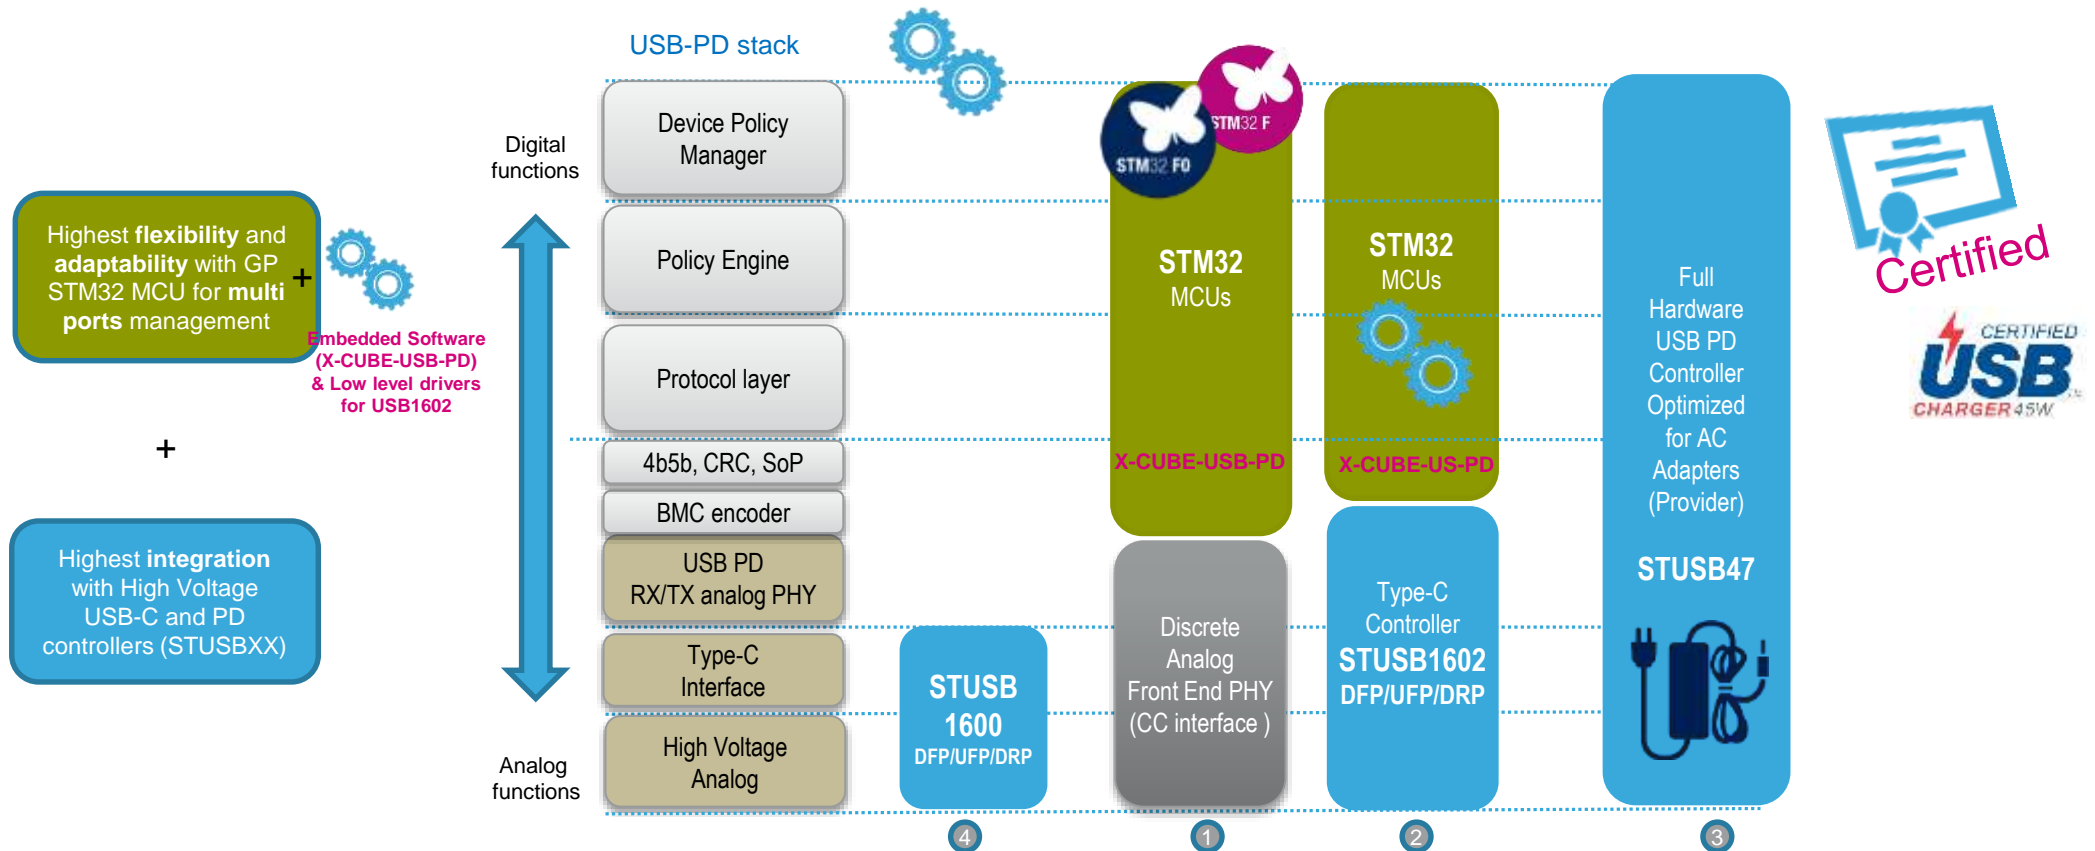 USB-PD stack
Digital
functions
Analog
functions
Highest flexibility and
adaptability with GP
STM32 MCU for multi
ports management
+
Embedded Software
(X-CUBE-USB-PD)
& Low level drivers
for USB1602
+
Highest integration
with High Voltage
USB-C and PD
controllers (STUSBXX)
Device Policy
Manager
Policy Engine
Protocol layer
4b5b, CRC, SoP
BMC encoder
USB PD
RX/TX analog PHY
Type-C
Interface
High Voltage
Analog
STUSB
1600
DFP/UFP/DRP
4
STM32 F0
STM32 F
STM32
MCUs
X-CUBE-USB-PD
Discrete
Analog
Front End PHY
(CC interface )
1
STM32
MCUs
X-CUBE-US-PD
Type-C
Controller
STUSB1602
DFP/UFP/DRP
2
Full
Hardware
USB PD
Controller
Optimized
for AC
Adapters
(Provider)
STUSB47
3
Certified
CERTIFIED
USB
CHARGER 45W